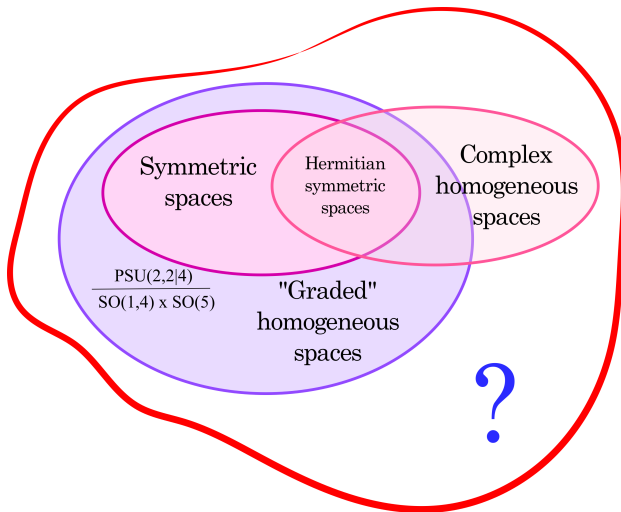 Symmetric
spaces
Hermitian
symmetric
spaces
Complex
homogeneous
spaces
PSU(2,2|4)
SO(1,4) x SO(5)
"Graded"
homogeneous
spaces
?